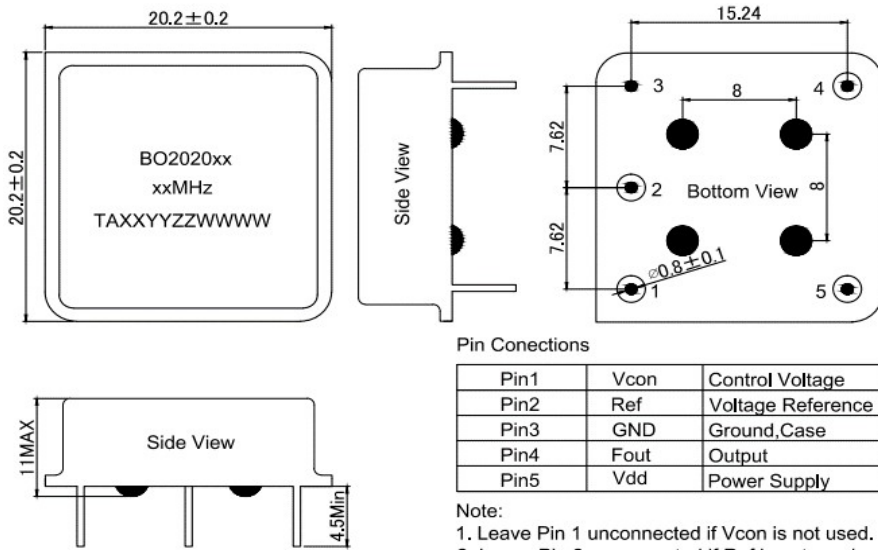 20.2±0.2
20.2±0.2
BO2020xx
xxMHz
TAXXYYZZWWWW
Side View
15.24
3
4
8
7.62
2
Bottom View
8
7.62
⌀0.8±0.1
1
5
11MAX
Side View
4.5Min
Pin Conections
Pin1 Vcon Control Voltage
Pin2 Ref Voltage Reference
Pin3 GND Ground,Case
Pin4 Fout Output
Pin5 Vdd Power Supply
Note:
1. Leave Pin 1 unconnected if Vcon is not used.